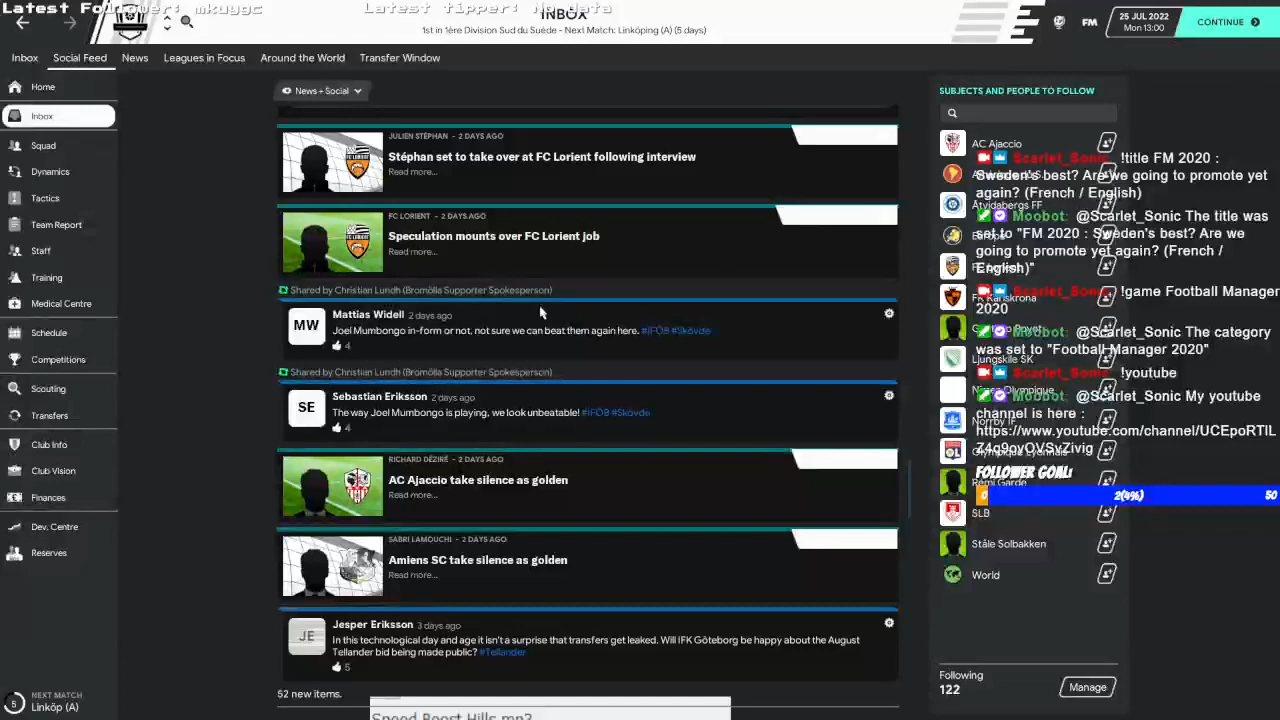 Latest Follower: mkuygc
Latest tipper: No data
INBOX
1st in 1ère Division Sud du Suède - Next Match: Linköping (A) (5 days)
FM
25 JUL 2022
Mon 13:00
CONTINUE
Inbox
Social Feed
News
Leagues in Focus
Around the World
Transfer Window
Home
Inbox
Squad
Dynamics
Tactics
Team Report
Staff
Training
Medical Centre
Schedule
Competitions
Scouting
Transfers
Club Info
Club Vision
Finances
Dev. Centre
Reserves
5
NEXT MATCH
Linköp (A)
News + Social
JULIEN STÉPHAN - 2 DAYS AGO
Stéphan set to take over at FC Lorient following interview
Read more...
FC LORIENT - 2 DAYS AGO
Speculation mounts over FC Lorient job
Read more...
Shared by Christian Lundh (Bromölla Supporter Spokesperson)
MW
Mattias Widell 2 days ago
Joel Mumbongo in-form or not, not sure we can beat them again here. #IFÖB #Skövde
4
Shared by Christian Lundh (Bromölla Supporter Spokesperson)
SE
Sebastian Eriksson 2 days ago
The way Joel Mumbongo is playing, we look unbeatable! #IFÖB #Skövde
4
RICHARD DÉZIRÉ - 2 DAYS AGO
AC Ajaccio take silence as golden
Read more...
SABRI LAMOUCHI - 2 DAYS AGO
Amiens SC take silence as golden
Read more...
JE
Jesper Eriksson 3 days ago
In this technological day and age it isn't a surprise that transfers get leaked. Will IFK Göteborg be happy about the August
Tellander bid being made public? #Tellander
5
52 new items.
Speed Boost Hills mp?
SUBJECTS AND PEOPLE TO FOLLOW
AC Ajaccio
Åtvidabergs FF
FK Karlskrona
Ljungskile SK
Norrby IF
Rémi Garde
SLB
Ståle Solbakken
World
Following
122
Manage
Scarlet_Sonic !title FM 2020 :
Sweden's best? Are we going to promote yet
again? (French / English)
Moobot: @Scarlet_Sonic The title was
set to "FM 2020 : Sweden's best? Are we
going to promote yet again? (French /
English)"
Scarlet_Sonic: !game Football Manager
2020
Moobot: @Scarlet_Sonic The category
was set to "Football Manager 2020"
Scarlet_Sonic: !youtube
Moobot: @Scarlet_Sonic My youtube
channel is here :
https://www.youtube.com/channel/UCEpoRTIL
FOLLOWER GOAL:
0
2(4%)
50